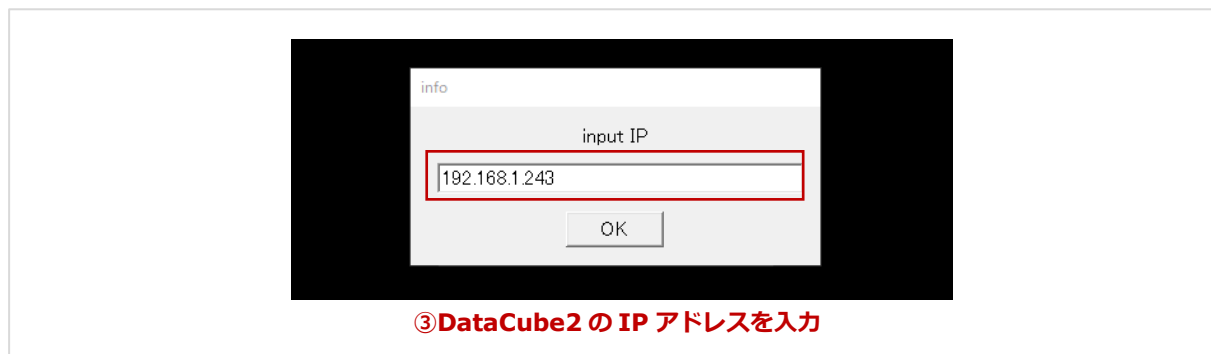 info
input IP
192.168.1.243
OK
③DataCube2 の IP アドレスを入力